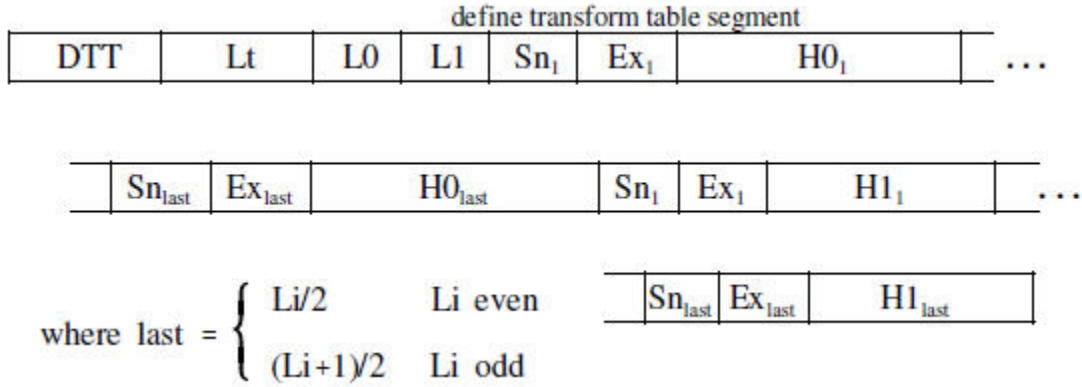 define transform table segment
DTT Lt L0 L1 Sn₁ Ex₁ H0₁ ...
Snlast Exlast H0last Sn₁ Ex₁ H1₁ ...
Snlast Exlast H1last
where last = { Li/2 Li even
(Li+1)/2 Li odd